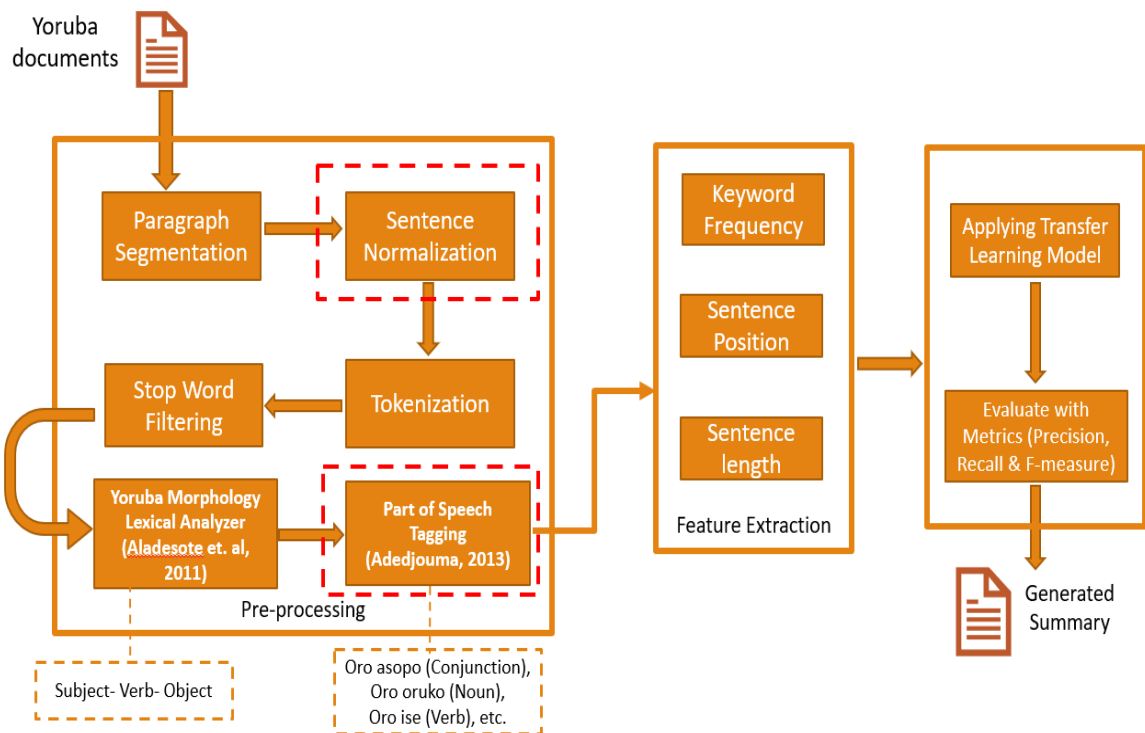 Yoruba
documents
Paragraph
Segmentation
Sentence
Normalization
Tokenization
Stop Word
Filtering
Yoruba Morphology
Lexical Analyzer
(Aladesote et. al,
2011)
Part of Speech
Tagging
(Adedjouma, 2013)
Pre-processing
Subject- Verb- Object
Oro asopo (Conjunction),
Oro oruko (Noun),
Oro ise (Verb), etc.
Keyword
Frequency
Sentence
Position
Sentence
length
Feature Extraction
Applying Transfer
Learning Model
Evaluate with
Metrics (Precision,
Recall & F-measure)
Generated
Summary